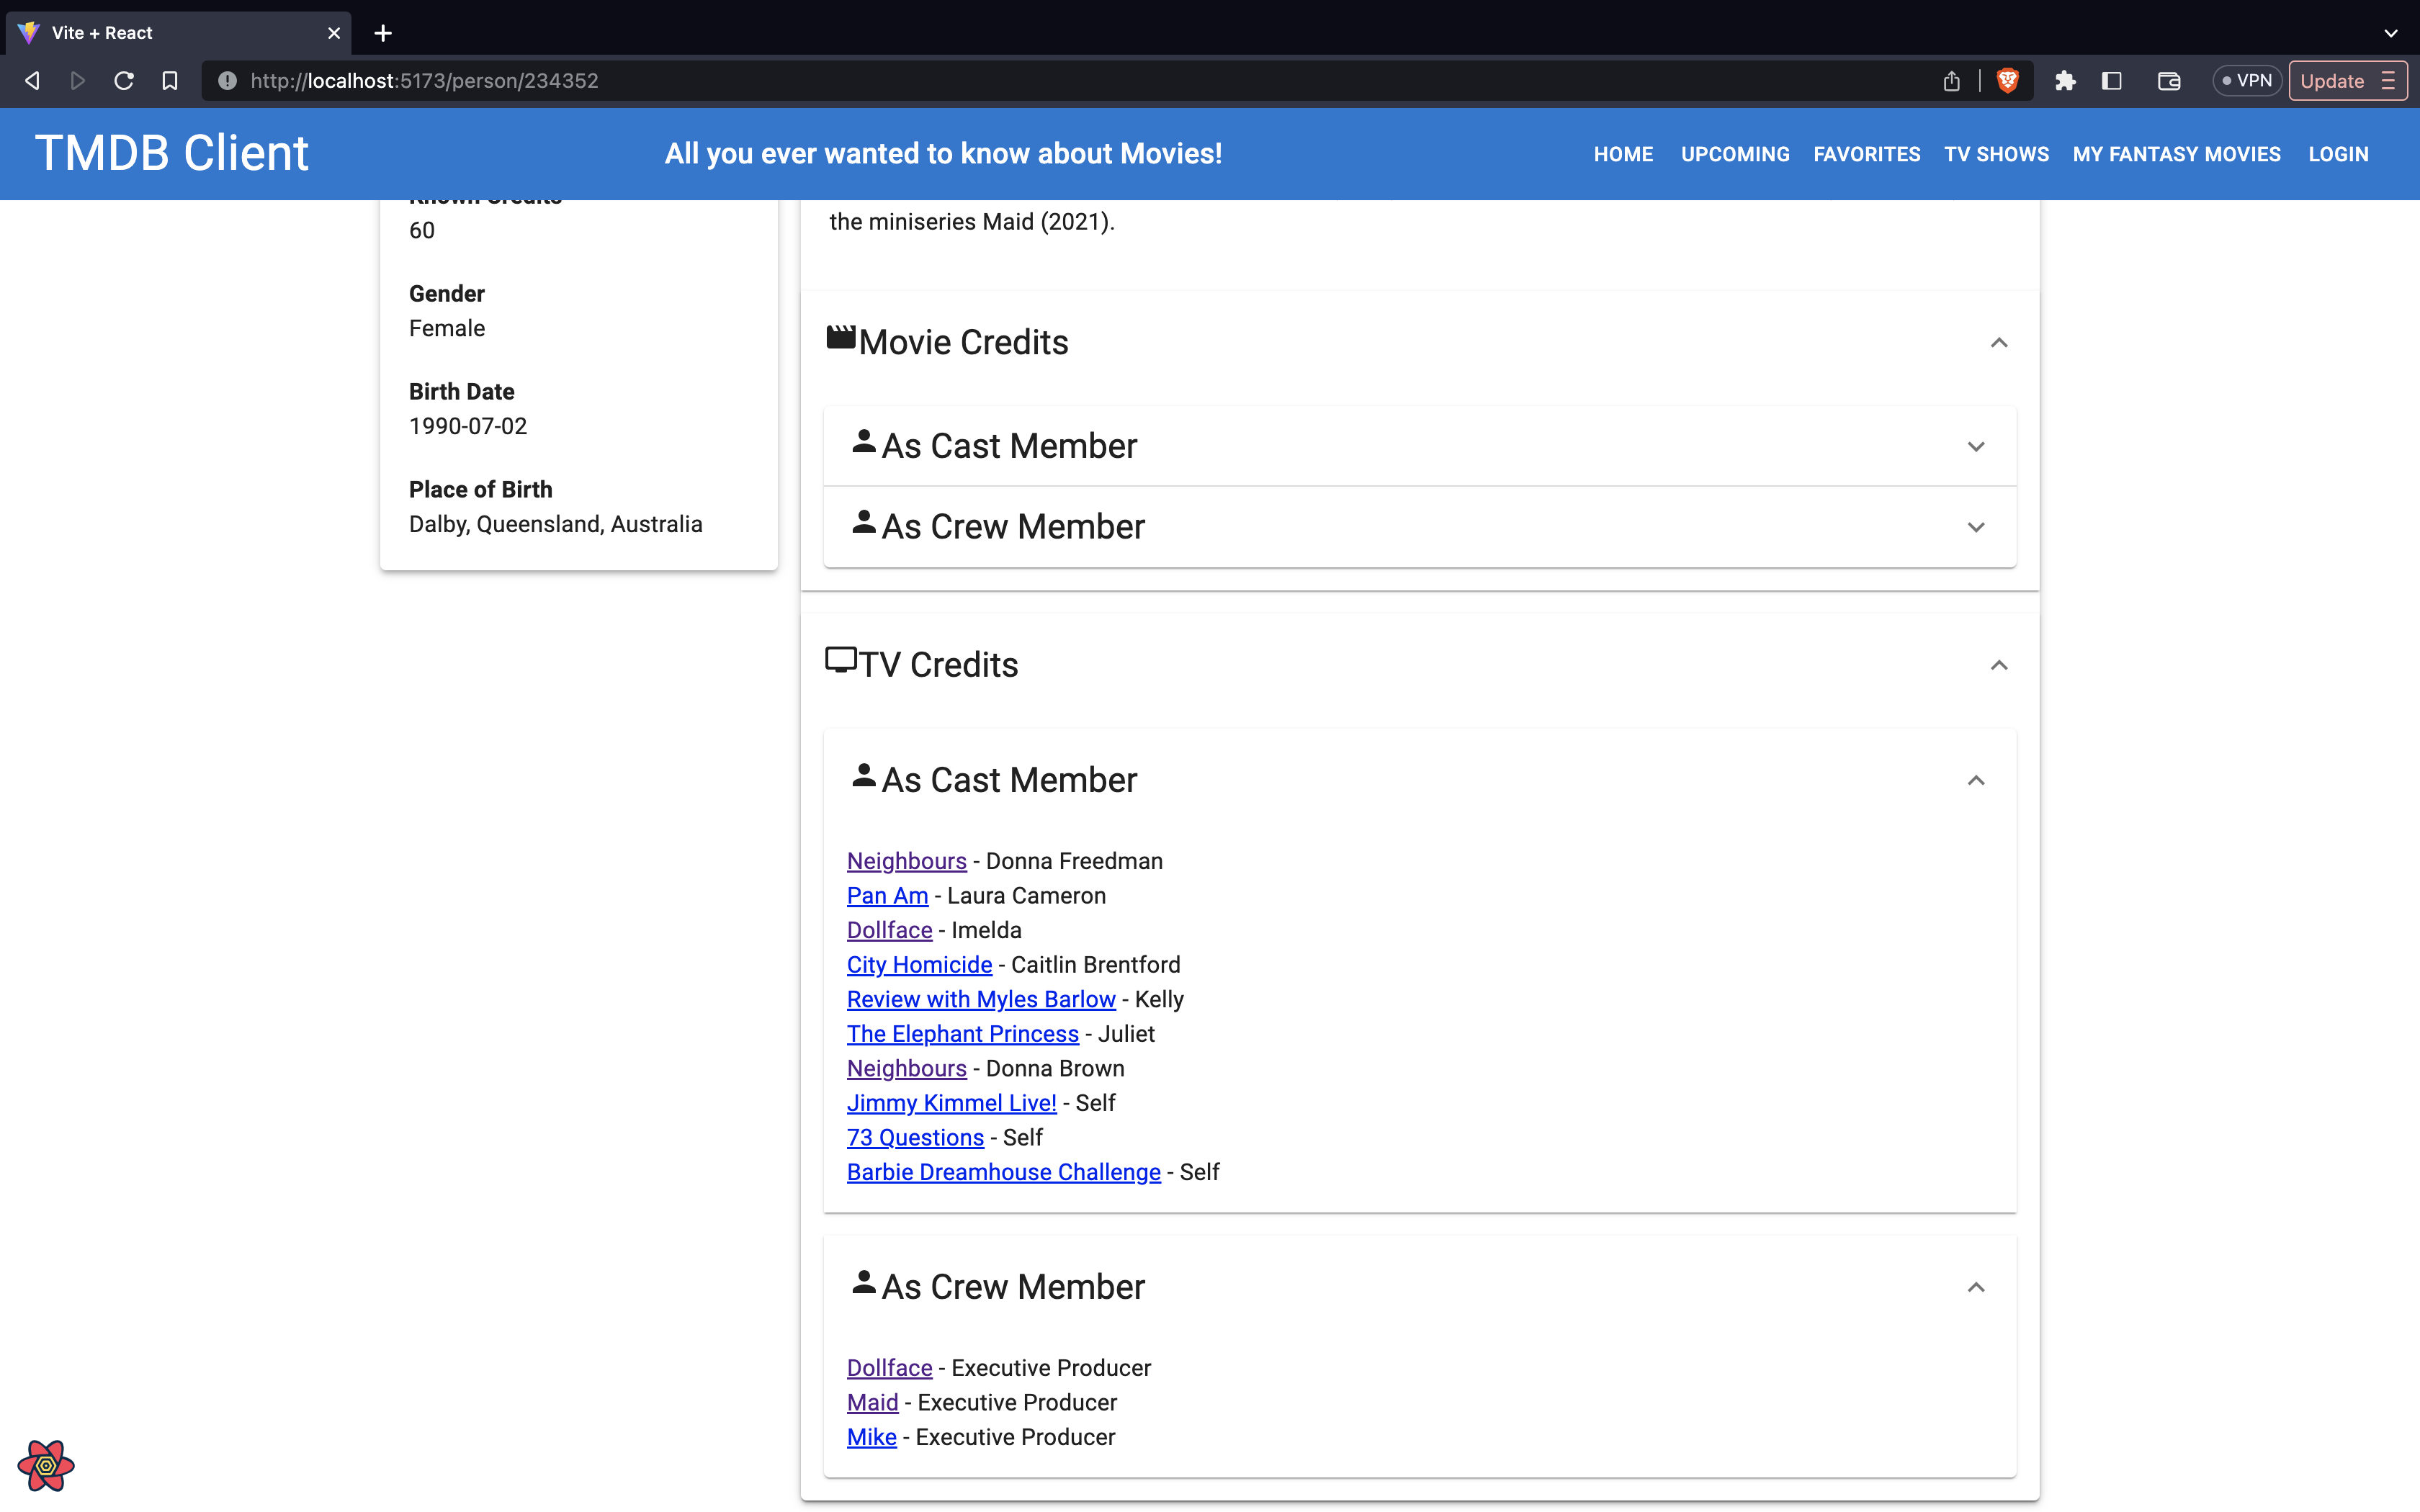 Vite + React
http://localhost:5173/person/234352
VPN
Update
TMDB Client
All you ever wanted to know about Movies!
HOME
UPCOMING
FAVORITES
TV SHOWS
MY FANTASY MOVIES
LOGIN
Known Credits
60
Gender
Female
Birth Date
1990-07-02
Place of Birth
Dalby, Queensland, Australia
the miniseries Maid (2021).
Movie Credits
As Cast Member
As Crew Member
TV Credits
As Cast Member
Neighbours - Donna Freedman
Pan Am - Laura Cameron
Dollface - Imelda
City Homicide - Caitlin Brentford
Review with Myles Barlow - Kelly
The Elephant Princess - Juliet
Neighbours - Donna Brown
Jimmy Kimmel Live! - Self
73 Questions - Self
Barbie Dreamhouse Challenge - Self
As Crew Member
Dollface - Executive Producer
Maid - Executive Producer
Mike - Executive Producer